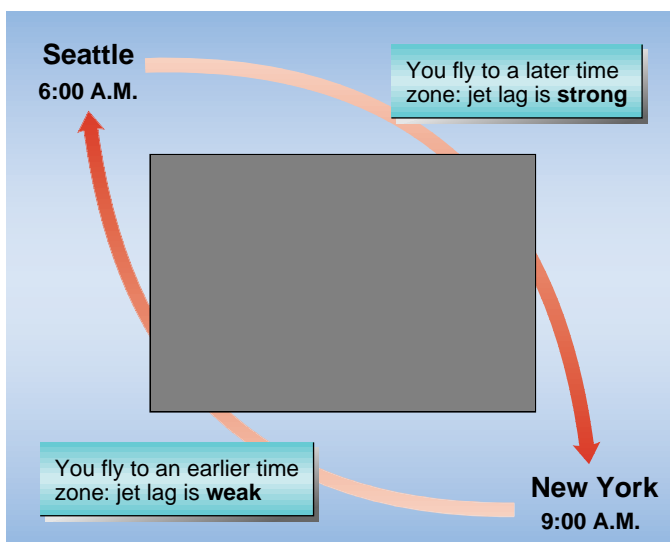 Seattle
6:00 A.M.
You fly to a later time
zone: jet lag is strong
You fly to an earlier time
zone: jet lag is weak
New York
9:00 A.M.